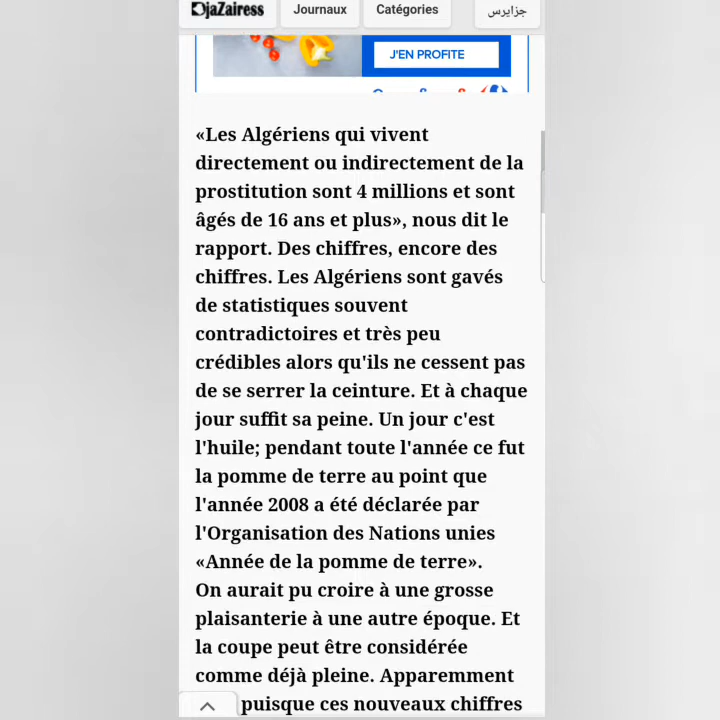 DjaZairess
Journaux
Catégories
جزايرس
J'EN PROFITE
«Les Algériens qui vivent
directement ou indirectement de la
prostitution sont 4 millions et sont
âgés de 16 ans et plus», nous dit le
rapport. Des chiffres, encore des
chiffres. Les Algériens sont gavés
de statistiques souvent
contradictoires et très peu
crédibles alors qu'ils ne cessent pas
de se serrer la ceinture. Et à chaque
jour suffit sa peine. Un jour c'est
l'huile; pendant toute l'année ce fut
la pomme de terre au point que
l'année 2008 a été déclarée par
l'Organisation des Nations unies
«Année de la pomme de terre».
On aurait pu croire à une grosse
plaisanterie à une autre époque. Et
la coupe peut être considérée
comme déjà pleine. Apparemment
puisque ces nouveaux chiffres